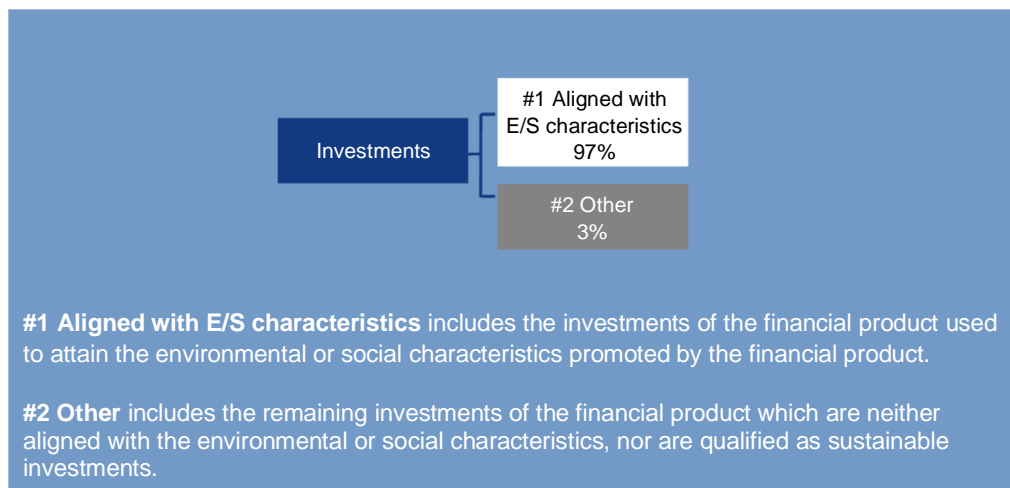 #1 Aligned with
E/S characteristics
97%
Investments
#2 Other
3%
#1 Aligned with E/S characteristics includes the investments of the financial product used
to attain the environmental or social characteristics promoted by the financial product.
#2 Other includes the remaining investments of the financial product which are neither
aligned with the environmental or social characteristics, nor are qualified as sustainable
investments.